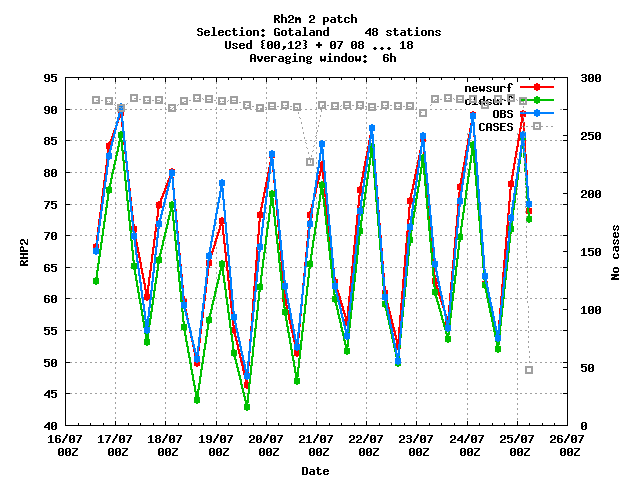 Rh2m 2 patch
Selection: Gotaland     48 stations
Used {00,12} + 07 08 ... 18
Averaging window:  6h
95
90
85
80
75
70
65
60
55
50
45
40
RHP2
300
250
200
150
100
50
0
No cases
newsurf
oldsurf
OBS
CASES
16/07 17/07 18/07 19/07 20/07 21/07 22/07 23/07 24/07 25/07 26/07
00Z 00Z 00Z 00Z 00Z 00Z 00Z 00Z 00Z 00Z 00Z
Date